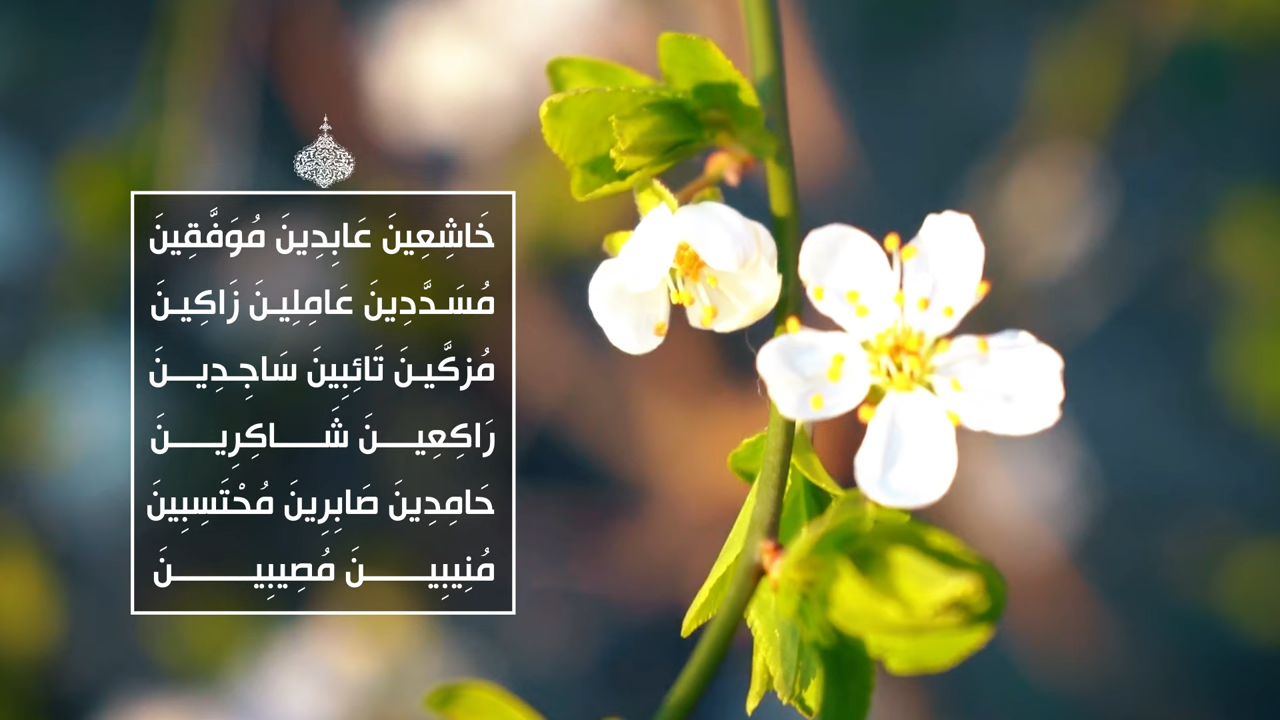 خَاشِعِينَ عَابِدِينَ مُوَفَّقِينَ
مُسَدَّدِينَ عَامِلِينَ زَاكِينَ
مُزكَّينَ تَائِبِينَ سَاجِدِينَ
رَاكِعِينَ شَاكِرِينَ
حَامِدِينَ صَابِرِينَ مُحْتَسِبِينَ
مُنِيبِينَ مُصِيبِينَ